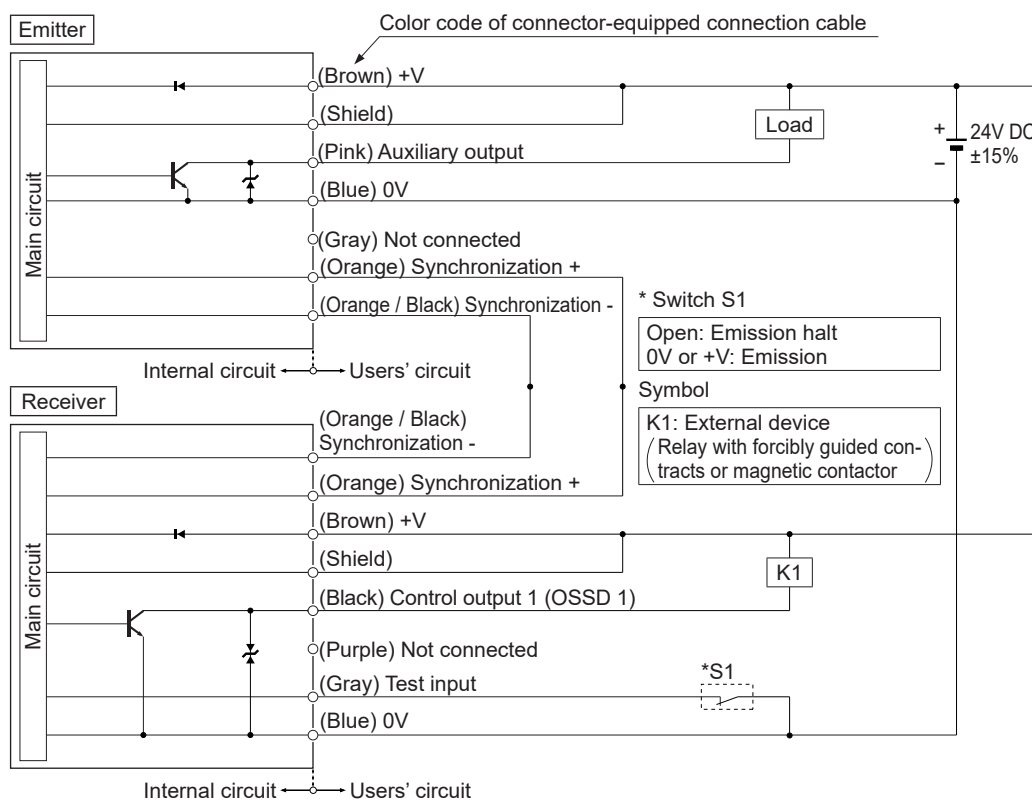 Color code of connector-equipped connection cable
Emitter
Main circuit
(Brown) +V
(Shield)
Load
+
−
24V DC
±15%
(Pink) Auxiliary output
(Blue) 0V
(Gray) Not connected
(Orange) Synchronization +
(Orange / Black) Synchronization -
* Switch S1
Open: Emission halt
0V or +V: Emission
Internal circuit
Users' circuit
Symbol
K1: External device
(Relay with forcibly guided con-
tracts or magnetic contactor)
Receiver
Main circuit
(Orange / Black)
Synchronization -
(Orange) Synchronization +
(Brown) +V
(Shield)
K1
(Black) Control output 1 (OSSD 1)
(Purple) Not connected
(Gray) Test input
*S1
(Blue) 0V
Internal circuit
Users' circuit